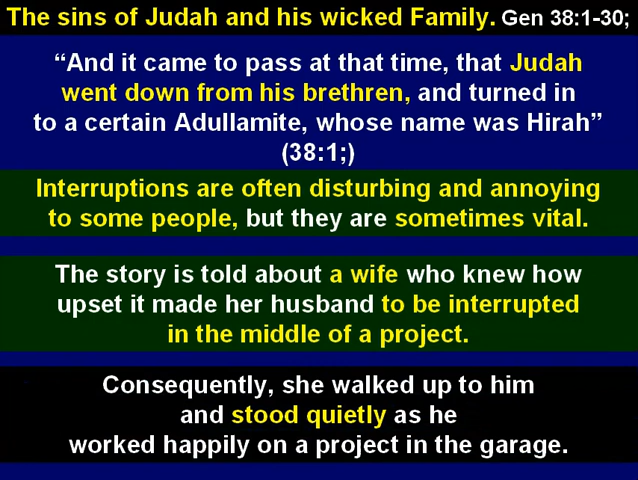 The sins of Judah and his wicked Family. Gen 38:1-30;
“And it came to pass at that time, that Judah
went down from his brethren, and turned in
to a certain Adullamite, whose name was Hirah”
(38:1;)
Interruptions are often disturbing and annoying
to some people, but they are sometimes vital.
The story is told about a wife who knew how
upset it made her husband to be interrupted
in the middle of a project.
Consequently, she walked up to him
and stood quietly as he
worked happily on a project in the garage.